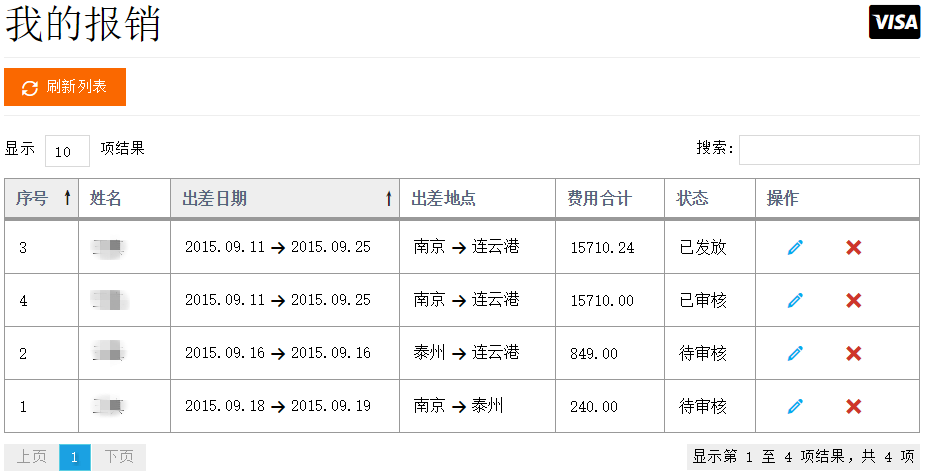 我的报销
VISA
刷新列表
显示 10 项结果 搜索:
序号 姓名 出差日期 出差地点 费用合计 状态 操作
3 2015.09.11 → 2015.09.25 南京 → 连云港 15710.24 已发放
4 2015.09.11 → 2015.09.25 南京 → 连云港 15710.00 已审核
2 2015.09.16 → 2015.09.16 泰州 → 连云港 849.00 待审核
1 2015.09.18 → 2015.09.19 南京 → 泰州 240.00 待审核
上页 1 下页 显示第 1 至 4 项结果，共 4 项